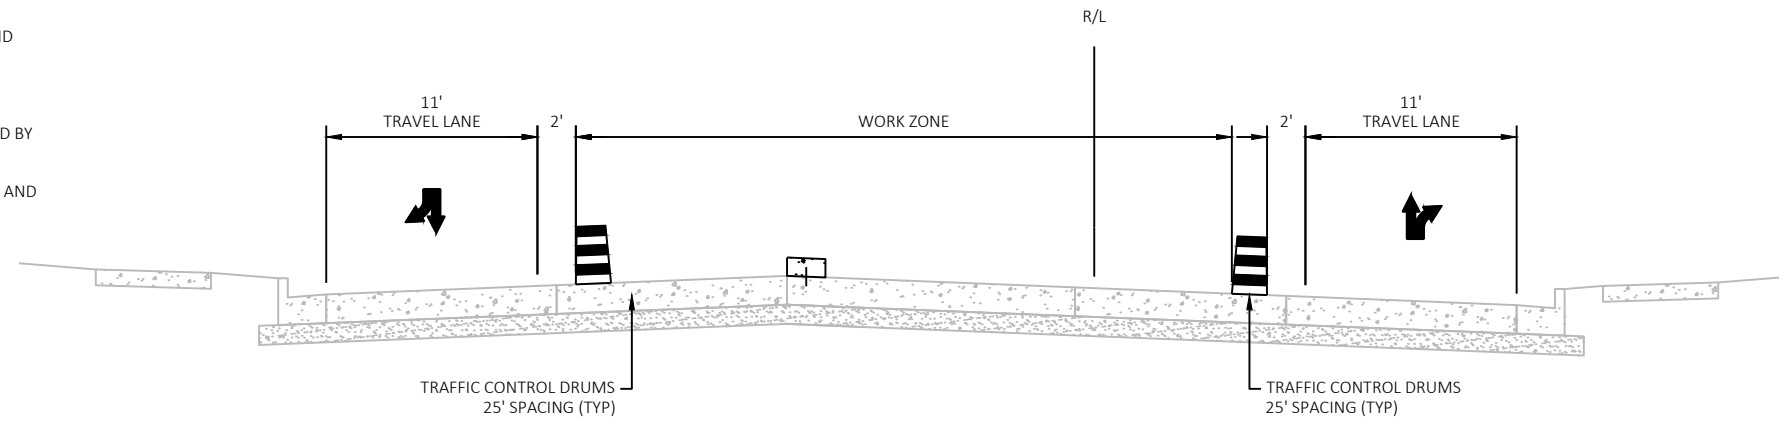 R/L
ND
D BY
AND
11'
TRAVEL LANE
2'
WORK ZONE
2'
11'
TRAVEL LANE
TRAFFIC CONTROL DRUMS
25' SPACING (TYP)
TRAFFIC CONTROL DRUMS
25' SPACING (TYP)